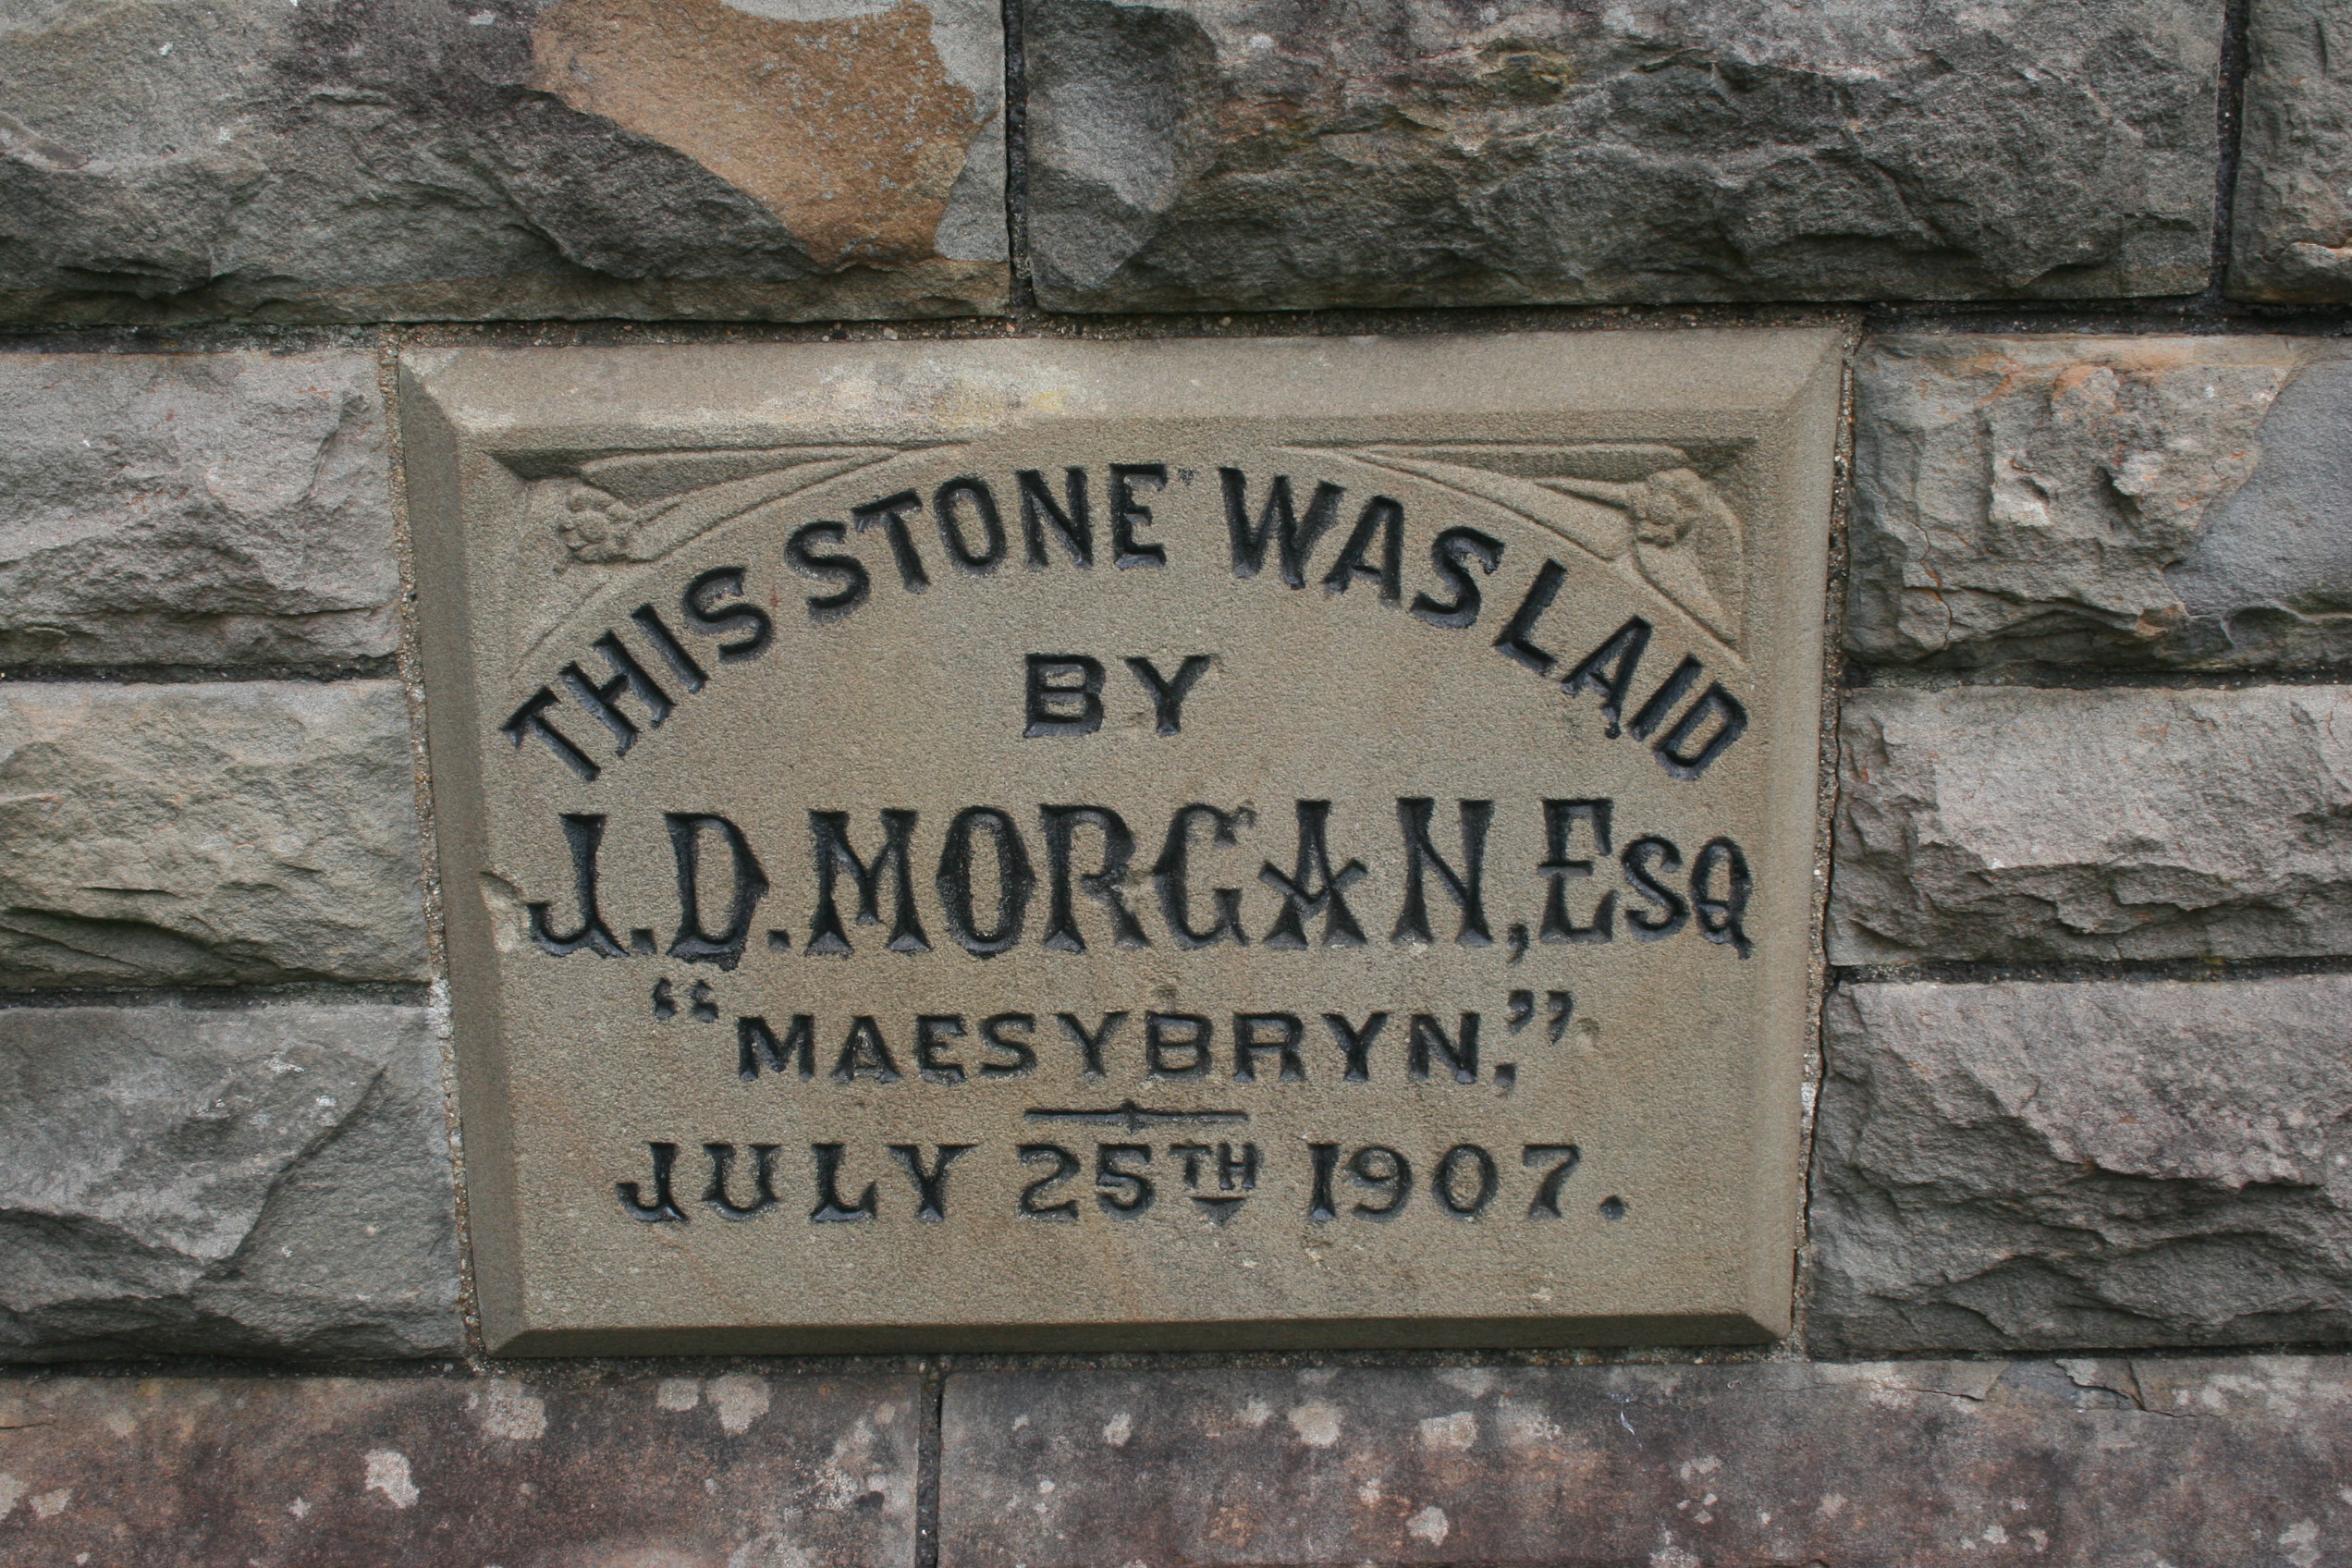 THIS STONE WAS LAID
BY
J.D. MORGAN, ESQ
“MAESYBRYN,”
JULY 25TH 1907.